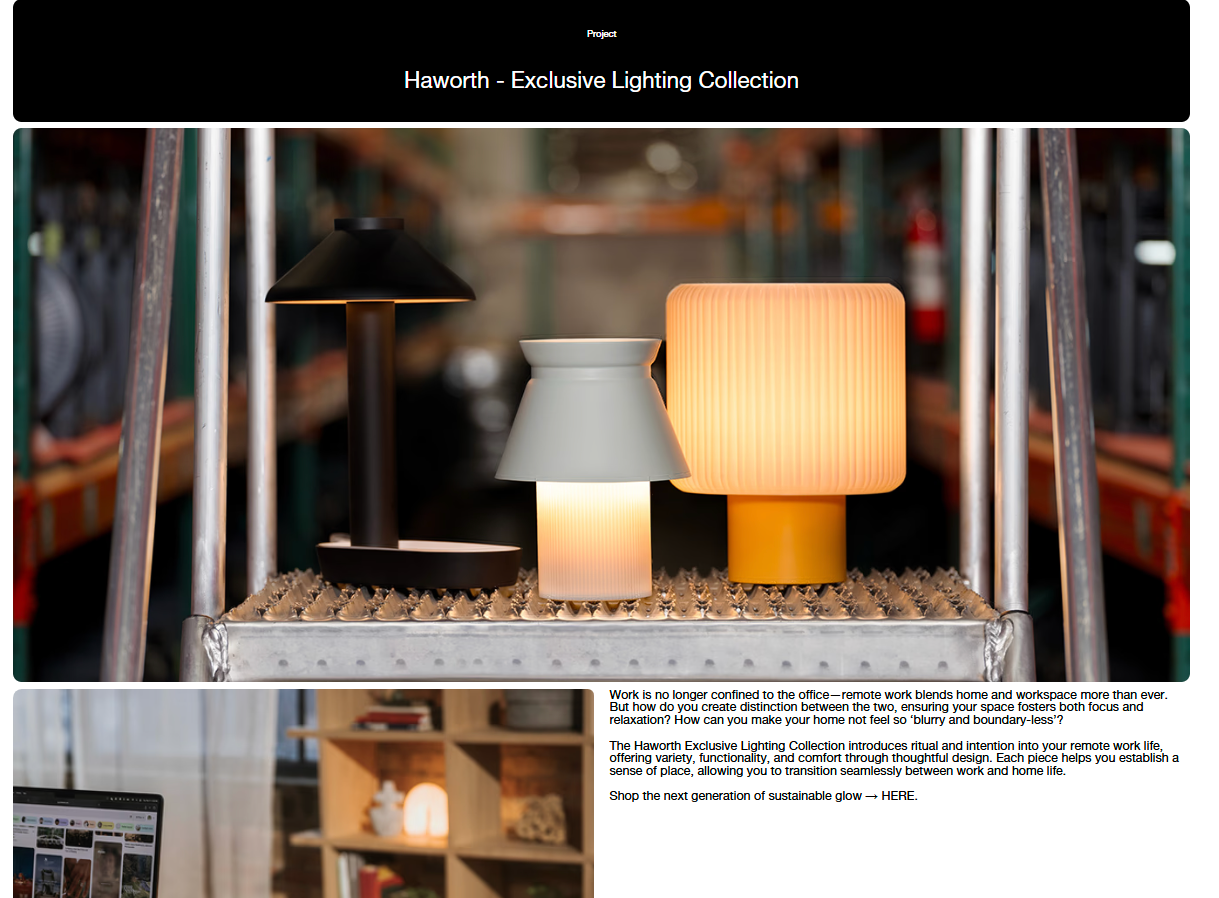 Project
Haworth - Exclusive Lighting Collection
Work is no longer confined to the office—remote work blends home and workspace more than ever.
But how do you create distinction between the two, ensuring your space fosters both focus and
relaxation? How can you make your home not feel so ‘blurry and boundary-less’?
The Haworth Exclusive Lighting Collection introduces ritual and intention into your remote work life,
offering variety, functionality, and comfort through thoughtful design. Each piece helps you establish a
sense of place, allowing you to transition seamlessly between work and home life.
Shop the next generation of sustainable glow → HERE.